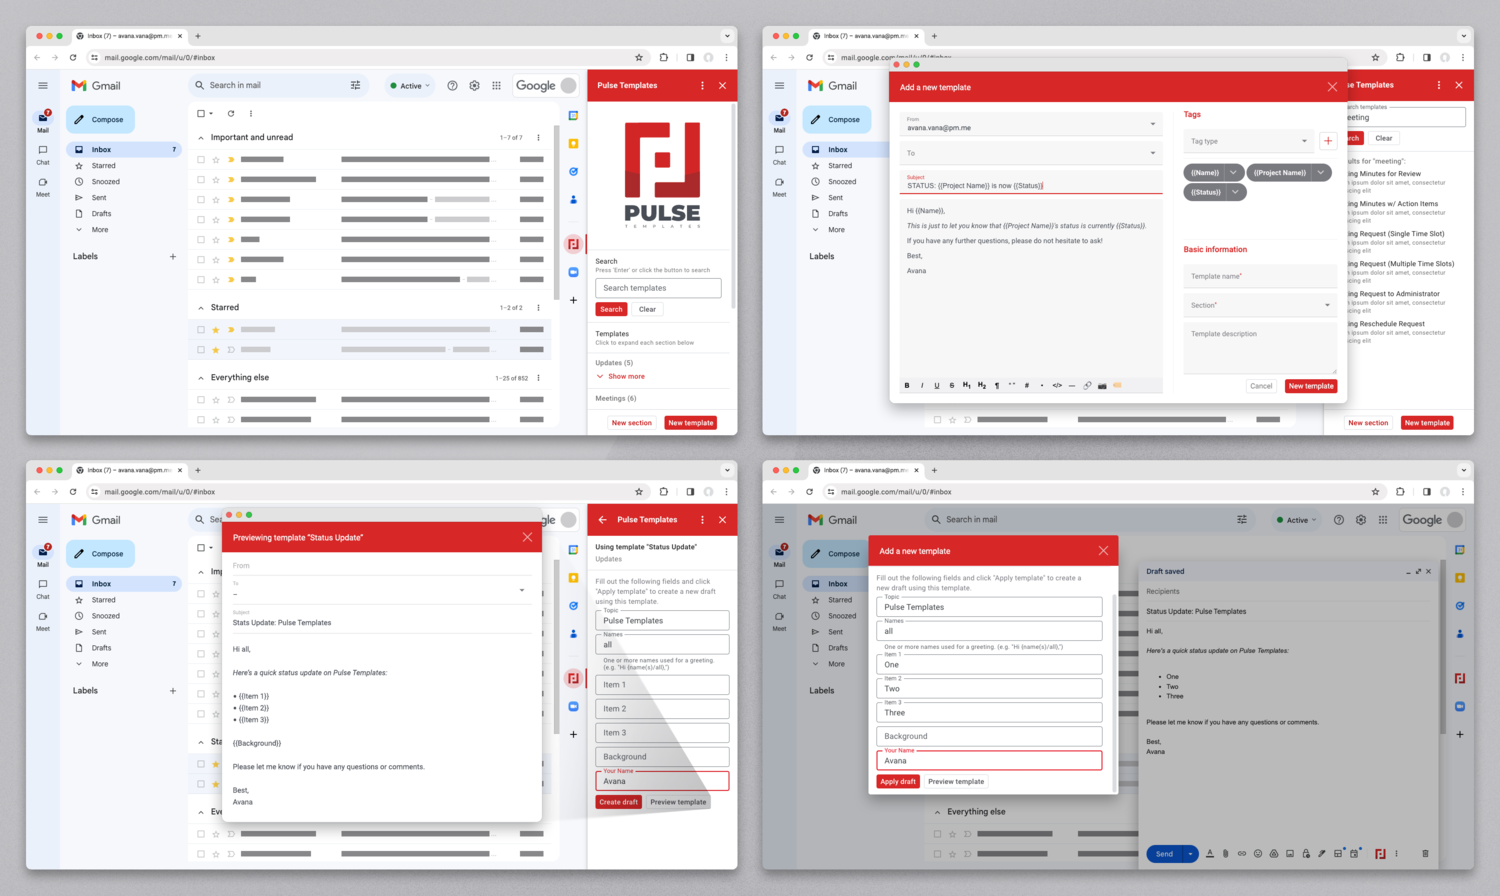 Inbox (7) – avana.vana@pm.me
mail.google.com/mail/u/0/#inbox
Gmail
Search in mail
Active
Google
7
Mail
Chat
Meet
Compose
Inbox 7
Starred
Snoozed
Sent
Drafts
More
Labels
Important and unread
1–7 of 7
Starred
1–2 of 2
Everything else
1–25 of 852
Pulse Templates
PULSE
TEMPLATES
Search
Press 'Enter' or click the button to search
Search templates
Search
Clear
Templates
Click to expand each section below
Updates (5)
Show more
Meetings (6)
New section
New template
Inbox (7) – avana.vana@pm.me
mail.google.com/mail/u/0/#inbox
Gmail
7
Mail
Chat
Meet
Compose
Inbox
Starred
Snoozed
Sent
Drafts
More
Labels
Add a new template
From
avana.vana@pm.me
To
Subject
STATUS: {{Project Name}} is now {{Status}}
Hi {{Name}},
This is just to let you know that {{Project Name}}'s status is currently {{Status}}.
If you have any further questions, please do not hesitate to ask!
Best,
Avana
B I U S H1 H2 ¶ “” # • </> —
Tags
Tag type
{{Name}}
{{Project Name}}
{{Status}}
Basic information
Template name*
Section*
Template description
Cancel
New template
se Templates
rch templates
eeting
rch
Clear
ults for "meeting":
ing Minutes for Review
ipsum dolor sit amet, consectetur
cing elit
ing Minutes w/ Action Items
ipsum dolor sit amet, consectetur
cing elit
ing Request (Single Time Slot)
ipsum dolor sit amet, consectetur
cing elit
ing Request (Multiple Time Slots)
ipsum dolor sit amet, consectetur
cing elit
ing Request to Administrator
ipsum dolor sit amet, consectetur
cing elit
ing Reschedule Request
ipsum dolor sit amet, consectetur
cing elit
New section
New template
Inbox (7) – avana.vana@pm.me
mail.google.com/mail/u/0/#inbox
Gmail
Sea
gle
7
Mail
Chat
Meet
Compose
Inbox 7
Starred
Snoozed
Sent
Drafts
More
Labels
Imp
Sta
Eve
Previewing template "Status Update"
From
To
–
Subject
Stats Update: Pulse Templates
Hi all,
Here's a quick status update on Pulse Templates:
• {{Item 1}}
• {{Item 2}}
• {{Item 3}}
{{Background}}
Please let me know if you have any questions or comments.
Best,
Avana
Pulse Templates
Using template "Status Update"
Updates
Fill out the following fields and click
"Apply template" to create a new draft
using this template.
Topic
Pulse Templates
Names
all
One or more names used for a greeting.
(e.g. "Hi {name(s)/all},")
Item 1
Item 2
Item 3
Background
Your Name
Avana
Create draft
Preview template
Inbox (7) – avana.vana@pm.me
mail.google.com/mail/u/0/#inbox
Gmail
Search in mail
Active
Google
7
Mail
Chat
Meet
Compose
Inbox
Starred
Snoozed
Sent
Drafts
More
Labels
Everything else
Add a new template
Fill out the following fields and click "Apply template" to create a
new draft using this template.
Topic
Pulse Templates
Names
all
One or more names used for a greeting. (e.g. "Hi {name(s)/all},")
Item 1
One
Item 2
Two
Item 3
Three
Background
Your Name
Avana
Apply draft
Preview template
Draft saved
Recipients
Status Update: Pulse Templates
Hi all,
Here's a quick status update on Pulse Templates:
• One
• Two
• Three
Please let me know if you have any questions or comments.
Best,
Avana
Send